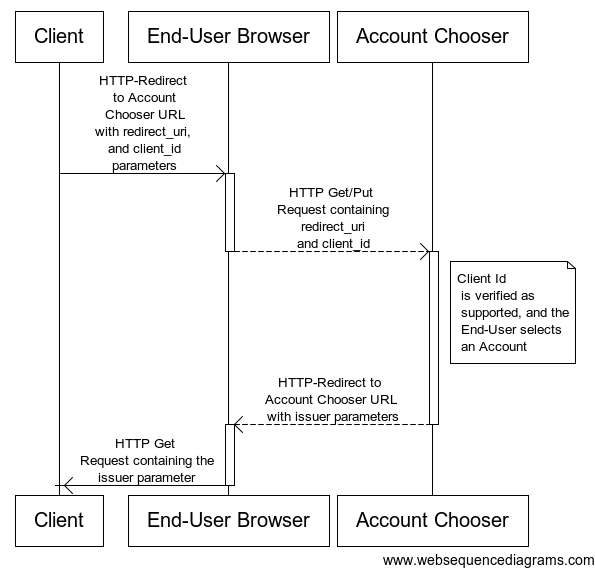 Client
End-User Browser
Account Chooser
HTTP-Redirect
to Account
Chooser URL
with redirect_uri,
and client_id
parameters
HTTP Get/Put
Request containing
redirect_uri
and client_id
Client Id
is verified as
supported, and the
End-User selects
an Account
HTTP-Redirect to
Account Chooser URL
with issuer parameters
HTTP Get
Request containing the
issuer parameter
Client
End-User Browser
Account Chooser
www.websequencediagrams.com